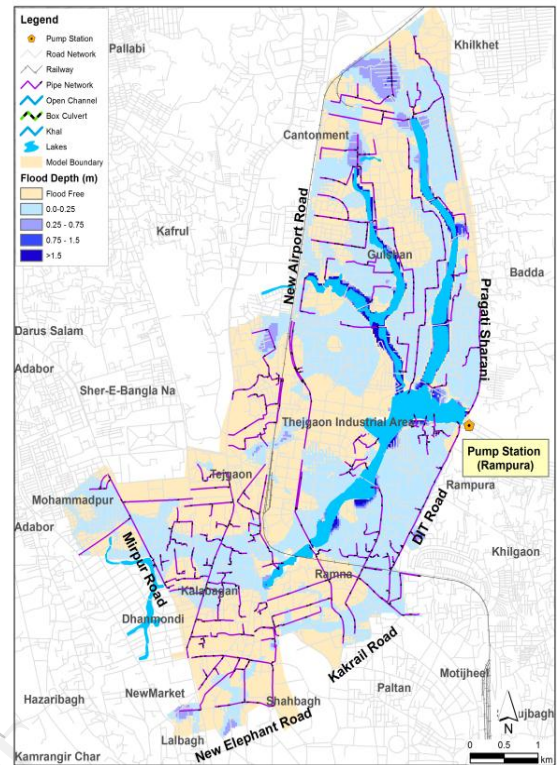 Legend
Pump Station
Road Network
Railway
Pipe Network
Open Channel
Box Culvert
Khal
Lakes
Model Boundary
Flood Depth (m)
Flood Free
0.0-0.25
0.25 - 0.75
0.75 - 1.5
>1.5
Pallabi
Khilkhet
Cantonment
Kafrul
New Airport Road
Gulshan
Badda
Pragati Sharani
Darus Salam
Adabor
Sher-E-Bangla Na
Thejgaon Industrial Area
Pump Station
(Rampura)
Tejgaon
Rampura
Mohammadpur
Adabor
Mirpur Road
DIT Road
Khilgaon
Ramna
Kalabagan
Dhanmondi
Kakrail Road
Motijheel
Paltan
Hazaribagh
NewMarket
Shahbagh
New Elephant Road
Lalbagh
ujbagh
N
Kamrangir Char
0 0.5 1
km